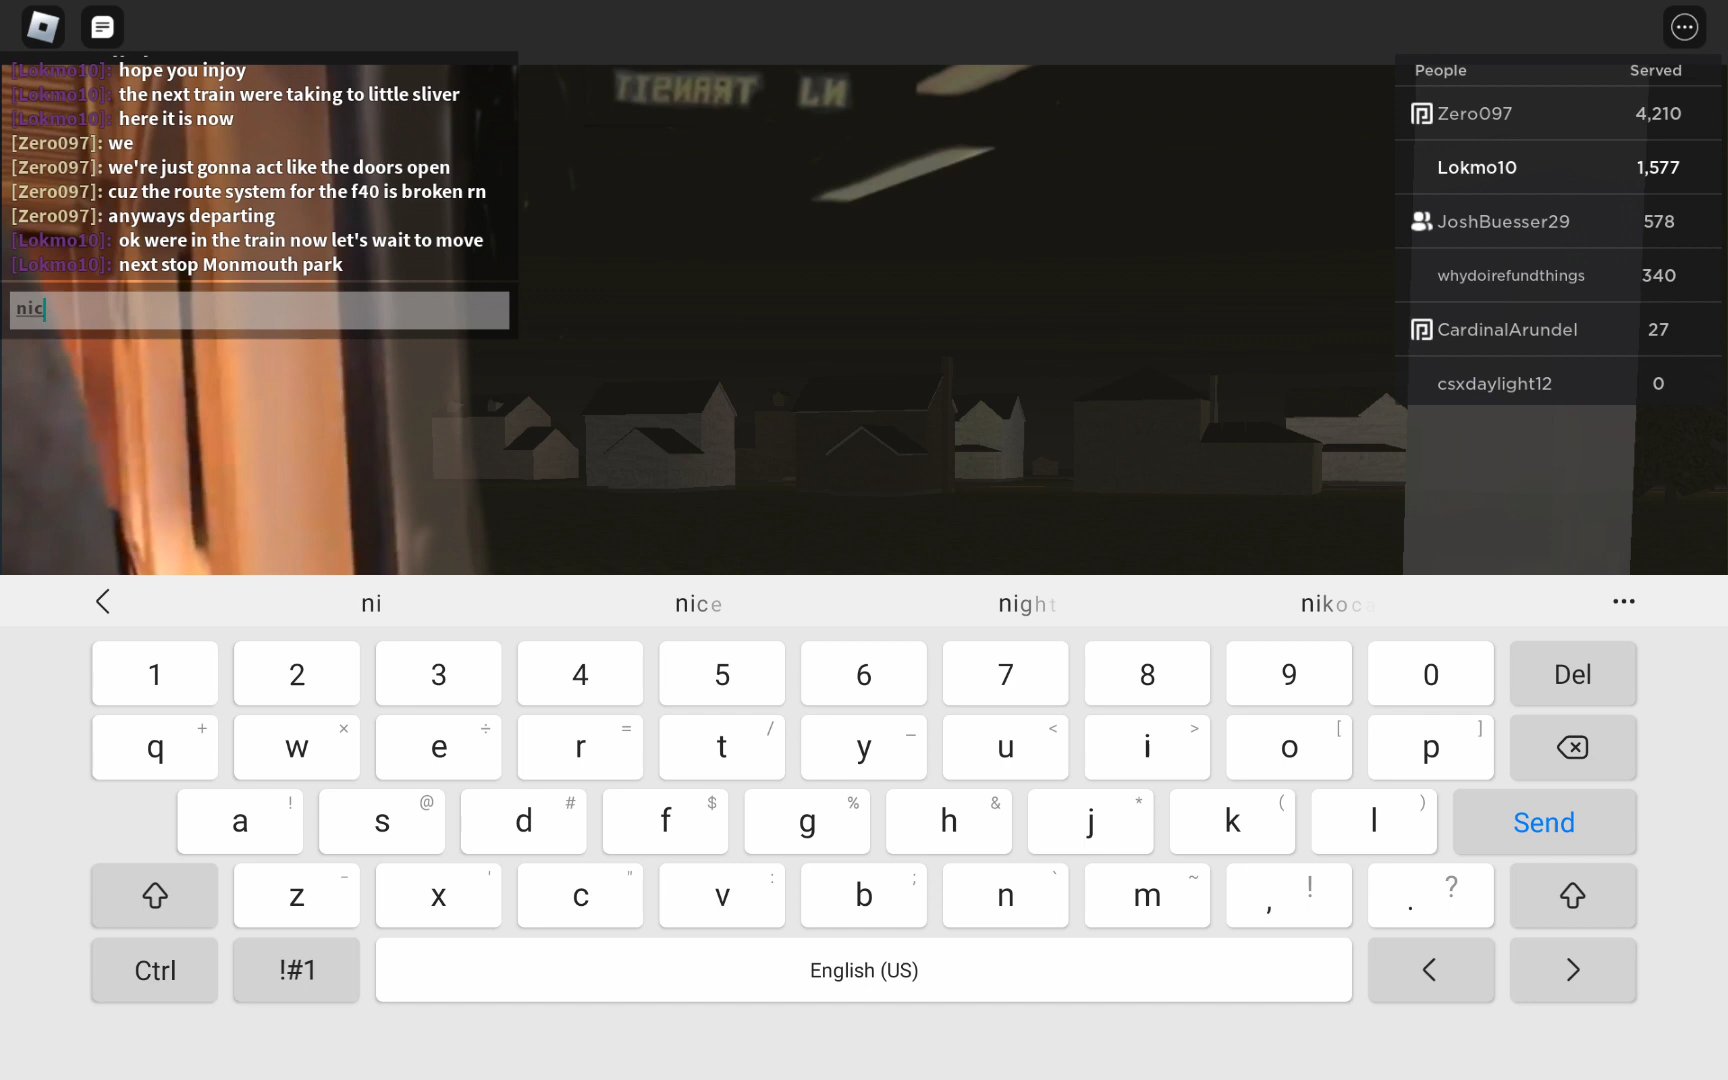 [Lokmo10]: hope you injoy
[Lokmo10]: the next train were taking to little sliver
[Lokmo10]: here it is now
[Zero097]: we
[Zero097]: we're just gonna act like the doors open
[Zero097]: cuz the route system for the f40 is broken rn
[Zero097]: anyways departing
[Lokmo10]: ok were in the train now let's wait to move
[Lokmo10]: next stop Monmouth park
nic
People Served
Zero097 4,210
Lokmo10 1,577
JoshBuesser29 578
whydoirefundthings 340
CardinalArundel 27
csxdaylight12 0
ni nice night nikoca
1 2 3 4 5 6 7 8 9 0 Del
q + w × e ÷ r = t / y _ u < i > o [ p ]
a ! s @ d # f $ g % h & j * k ( l ) Send
z - x ' c " v : b ; n ` m ~ , ! . ?
Ctrl !#1 English (US) < >